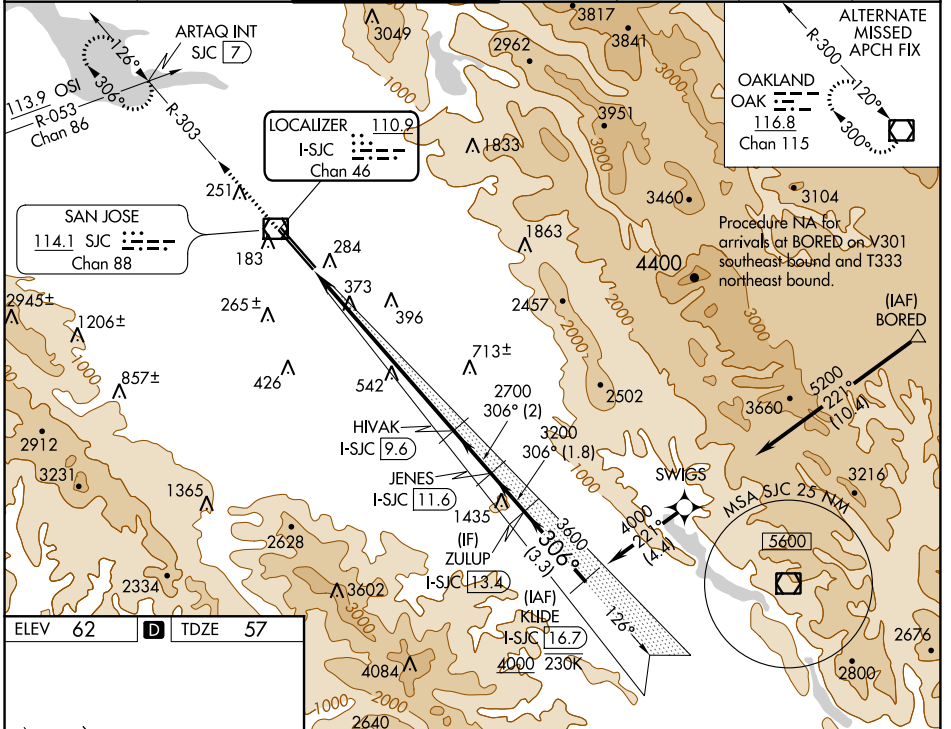 3049
3817
2962
3841
3951
1000
3000
ARTAQ INT
SJC 7
126°
306°
113.9 OSI
R-053
Chan 86
R-303
LOCALIZER 110.9
I-SJC
Chan 46
1833
ALTERNATE
MISSED
APCH FIX
R-300
120°
300°
OAKLAND
OAK
116.8
Chan 115
251
SAN JOSE
114.1 SJC
Chan 88
183
284
1863
3460
3104
Procedure NA for
arrivals at BORED on V301
southeast bound and T333
northeast bound.
4400
3000
2945±
1206±
1000
857±
265±
373
396
426
542
713±
2457
2000
1000
2502
(IAF)
BORED
5200
221°
(10.4)
3660
2700
306° (2)
HIVAK
I-SJC 9.6
3200
306° (1.8)
JENES
I-SJC 11.6
2912
3231
1365
1435
SWIGS
3216
4000
221°
(4.4)
MSA SJC 25 NM
5600
(IF)
ZULUP
I-SJC 13.4
3600
306°
(3.3)
2628
2334
3602
3000
(IAF)
KLIDE
I-SJC 16.7
4000 230K
126°
ELEV 62 D TDZE 57
4084
1000
2000
2640
1000
2676
2800